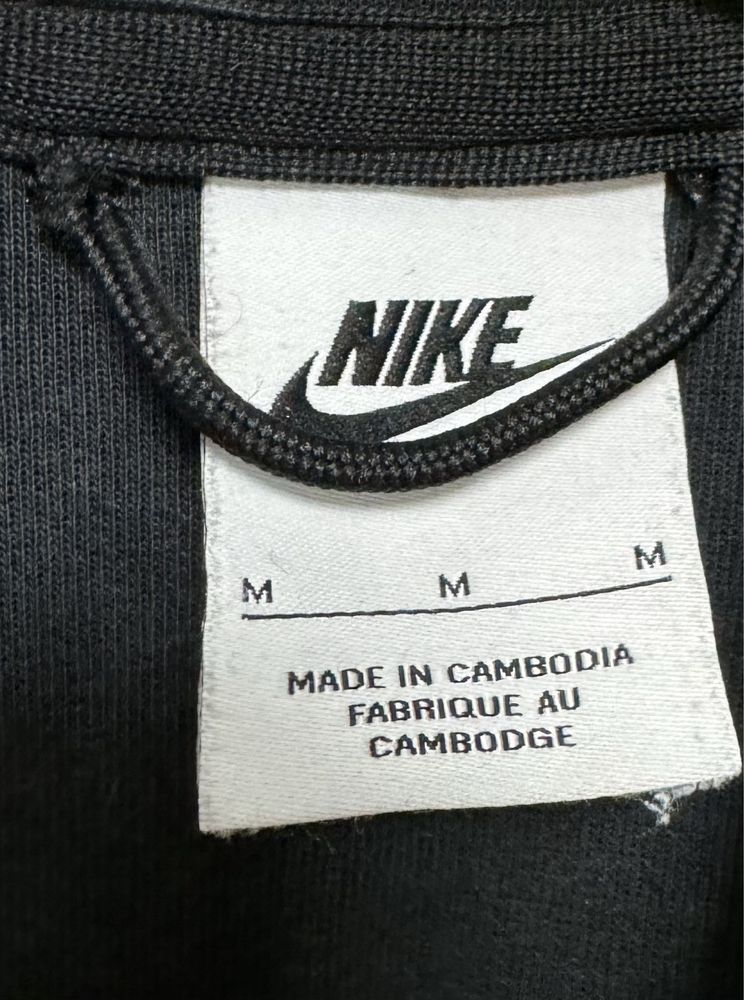 NIKE
M M M
MADE IN CAMBODIA
FABRIQUE AU
CAMBODGE